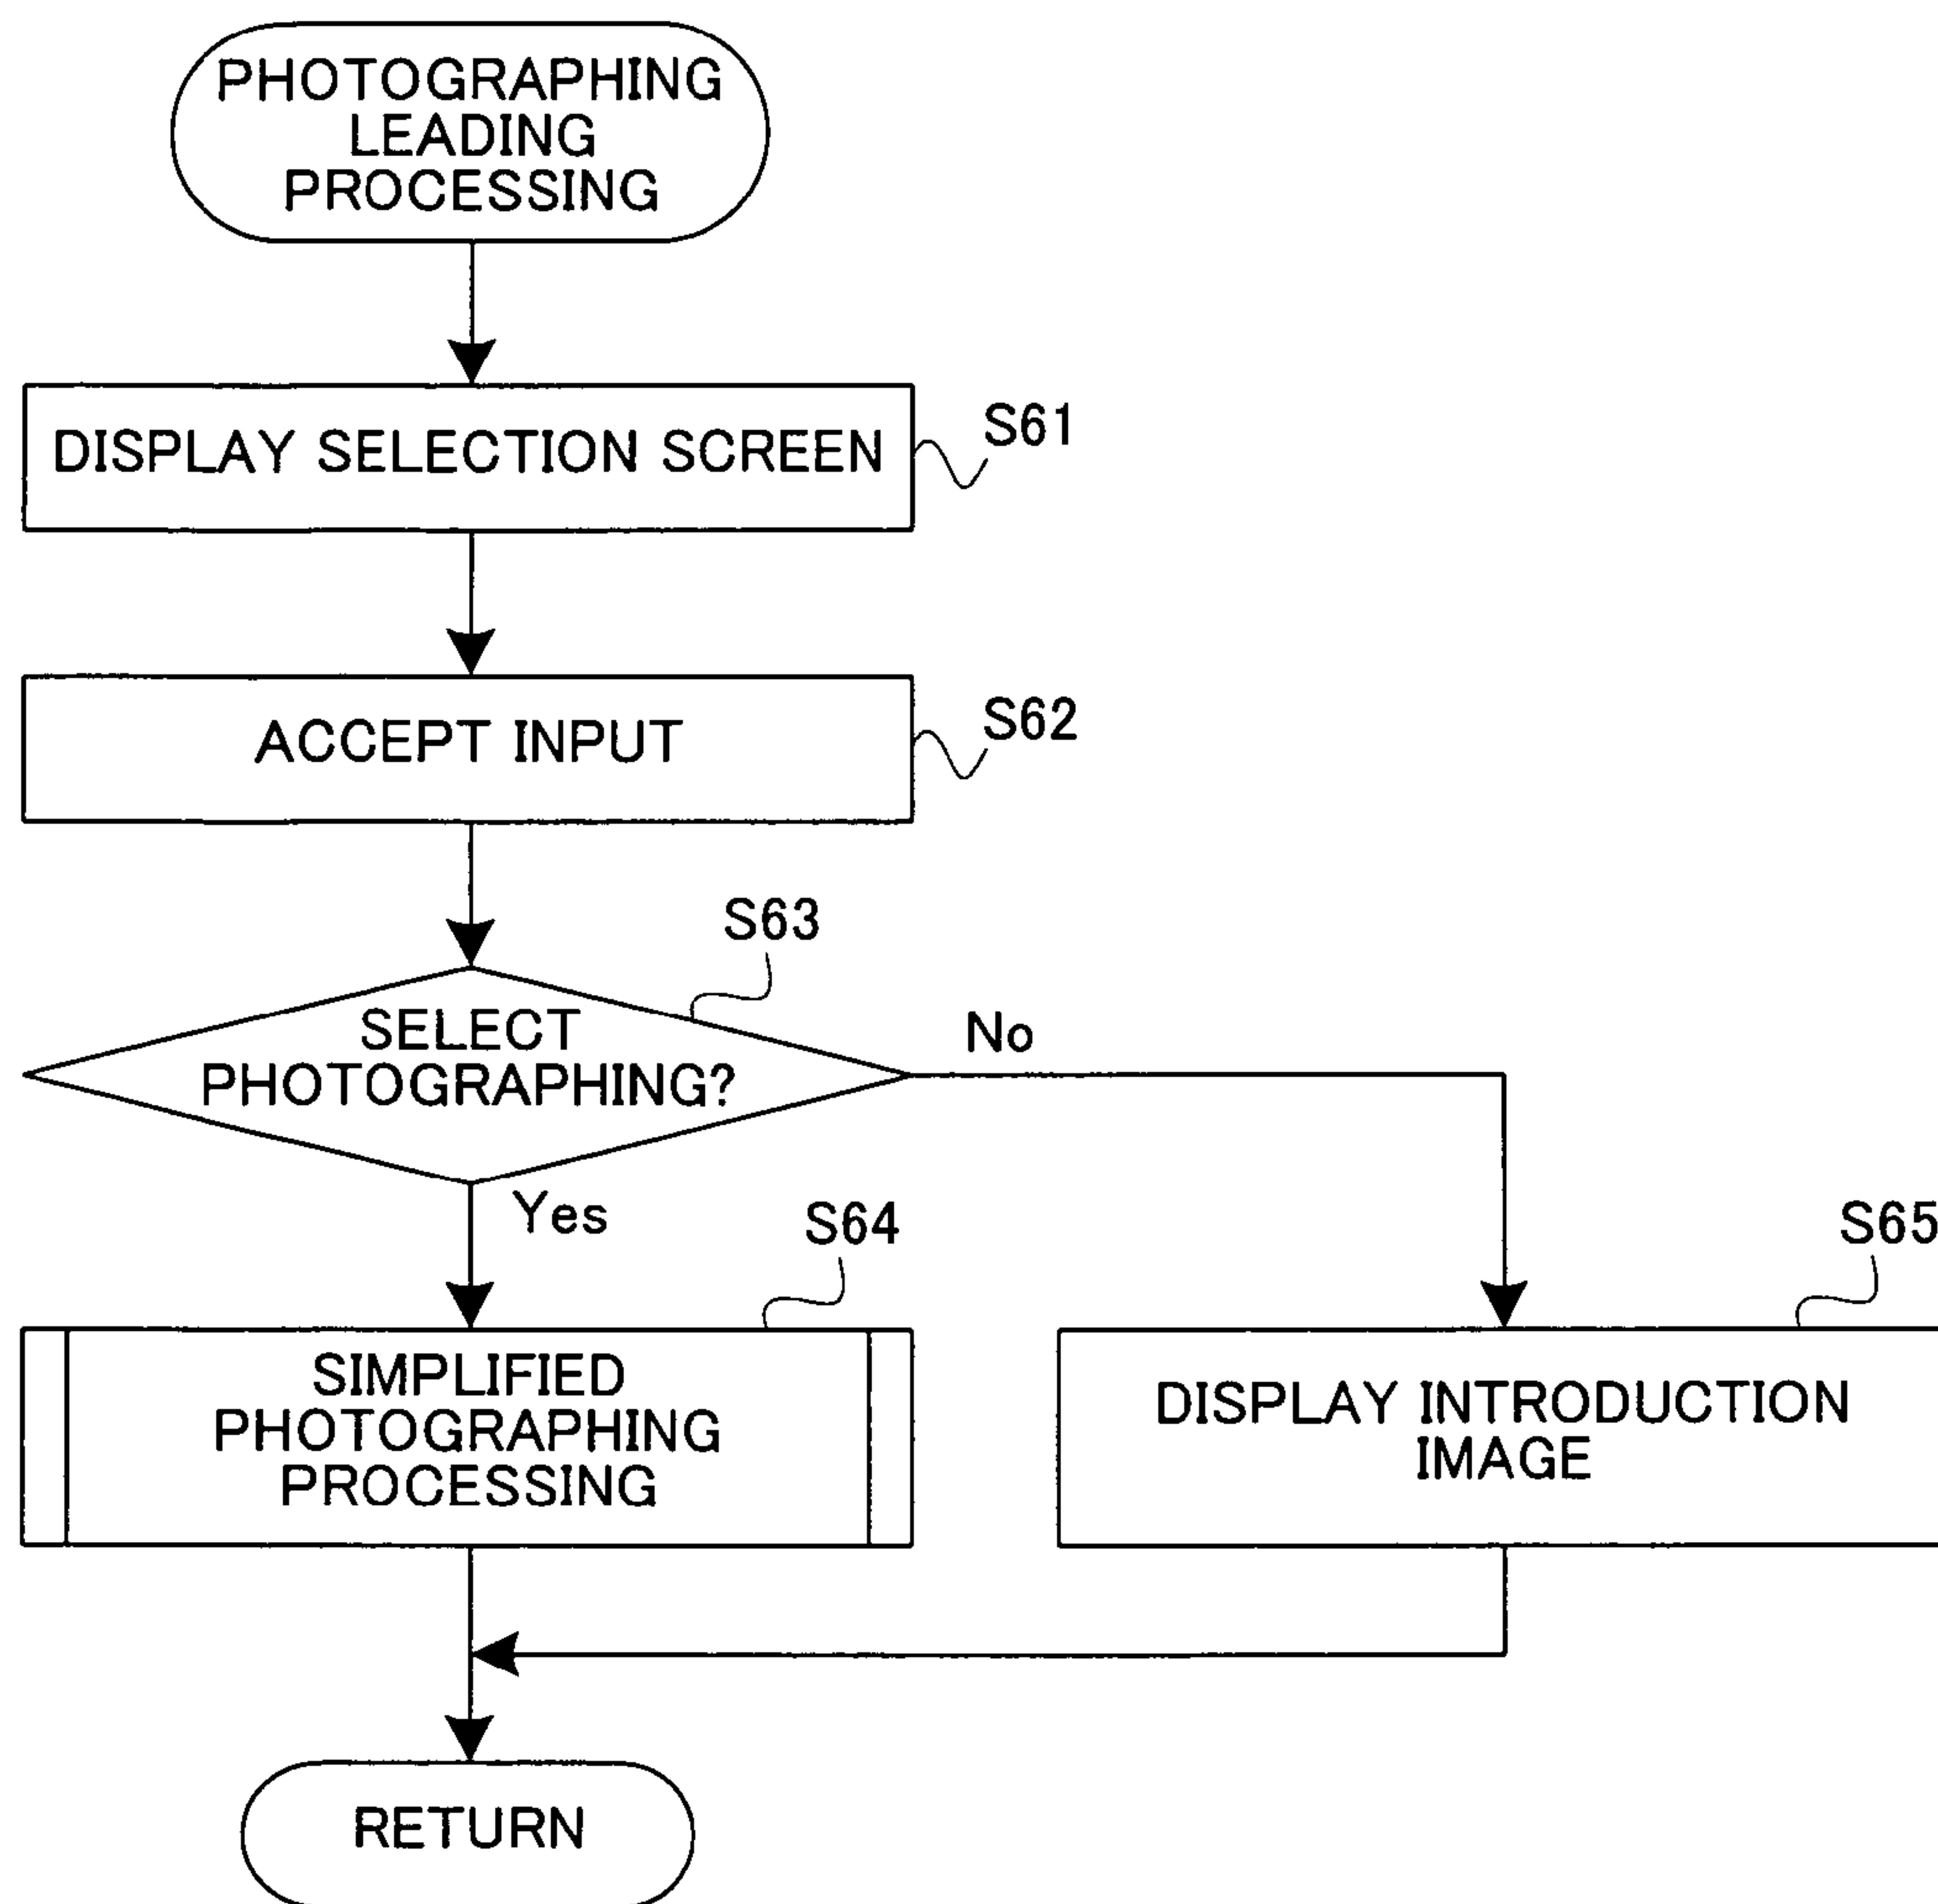 PHOTOGRAPHING
LEADING
PROCESSING
DISPLAY SELECTION SCREEN
S61
ACCEPT INPUT
S62
S63
SELECT
PHOTOGRAPHING?
No
Yes
S64
S65
SIMPLIFIED
PHOTOGRAPHING
PROCESSING
DISPLAY INTRODUCTION
IMAGE
RETURN